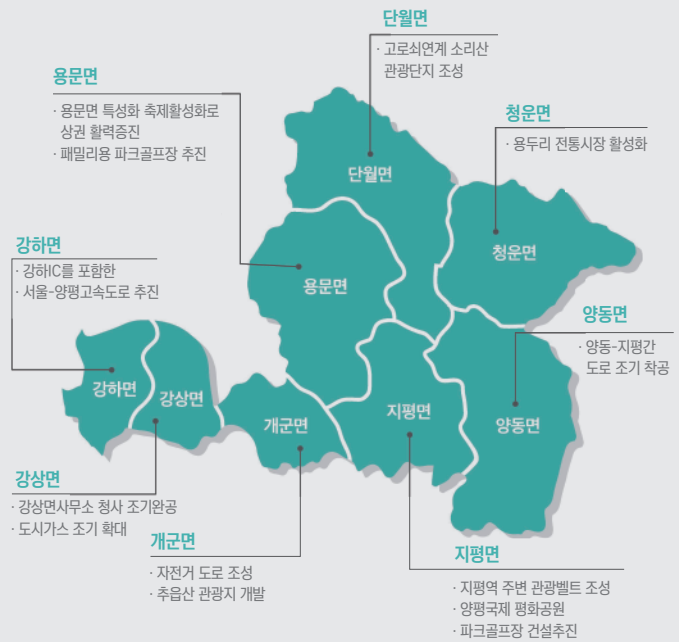 단월면
· 고로쇠연계 소리산
관광단지 조성
용문면
· 용문면 특성화 축제활성화로
상권 활력증진
· 패밀리용 파크골프장 추진
청운면
· 용두리 전통시장 활성화
강하면
· 강하IC를 포함한
· 서울-양평고속도로 추진
양동면
· 양동-지평간
도로 조기 착공
단월면
청운면
용문면
강하면
강상면
개군면
지평면
양동면
강상면
· 강상면사무소 청사 조기완공
· 도시가스 조기 확대
개군면
· 자전거 도로 조성
· 추읍산 관광지 개발
지평면
· 지평역 주변 관광벨트 조성
· 양평국제 평화공원
· 파크골프장 건설추진